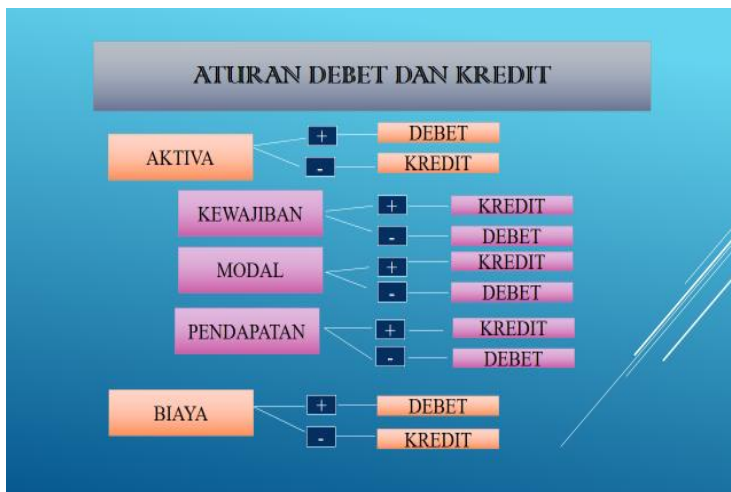 ATURAN DEBET DAN KREDIT
AKTIVA
+ DEBET
- KREDIT
KEWAJIBAN
+ KREDIT
- DEBET
MODAL
+ KREDIT
- DEBET
PENDAPATAN
+ KREDIT
- DEBET
BIAYA
+ DEBET
- KREDIT